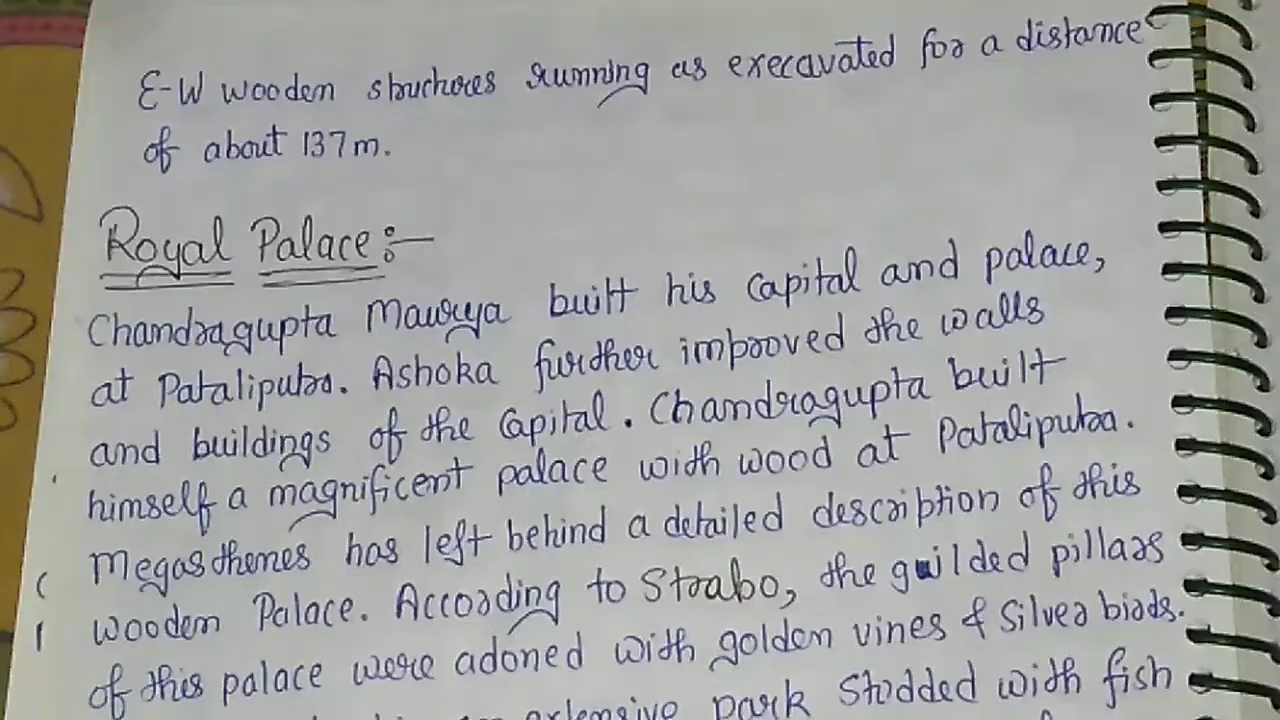 E-W wooden structures running as execavated for a distance
of about 137m.
Royal Palace:-
Chandragupta Maurya built his capital and palace,
at Pataliputra. Ashoka further improved the walls
and buildings of the Capital. Chandragupta built
himself a magnificent palace with wood at Pataliputra.
Megasthenes has left behind a detailed description of this
wooden Palace. According to Strabo, the guilded pillars
of this palace were adoned with golden vines & Silver birds.
extensive park Studded with fish